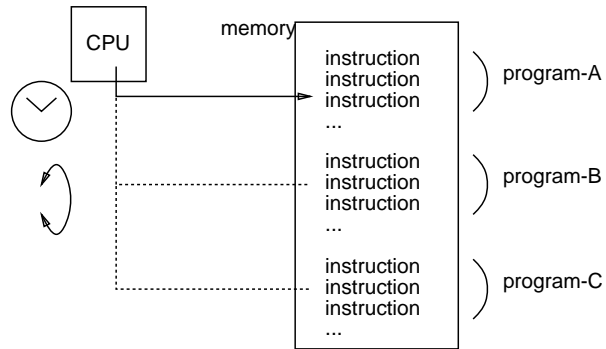 CPU
memory
instruction
instruction
instruction
...
program-A
instruction
instruction
instruction
...
program-B
instruction
instruction
instruction
...
program-C